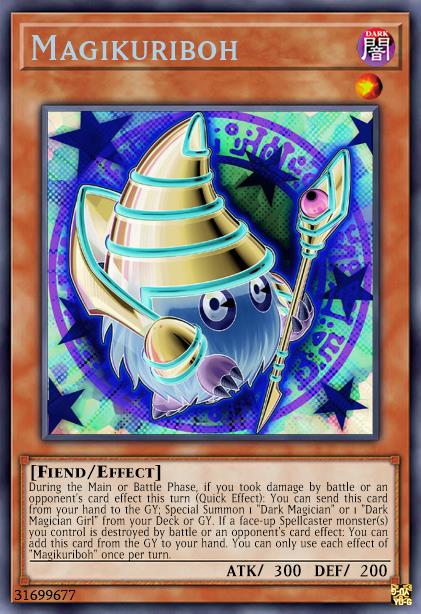 MAGIKURIBOH
DARK
闇
[FIEND/EFFECT]
During the Main or Battle Phase, if you took damage by battle or an
opponent's card effect this turn (Quick Effect): You can send this card
from your hand to the GY; Special Summon 1 "Dark Magician" or 1 "Dark
Magician Girl" from your Deck or GY. If a face-up Spellcaster monster(s)
you control is destroyed by battle or an opponent's card effect: You can
add this card from the GY to your hand. You can only use each effect of
"Magikuriboh" once per turn.
ATK/ 300 DEF/ 200
31699677